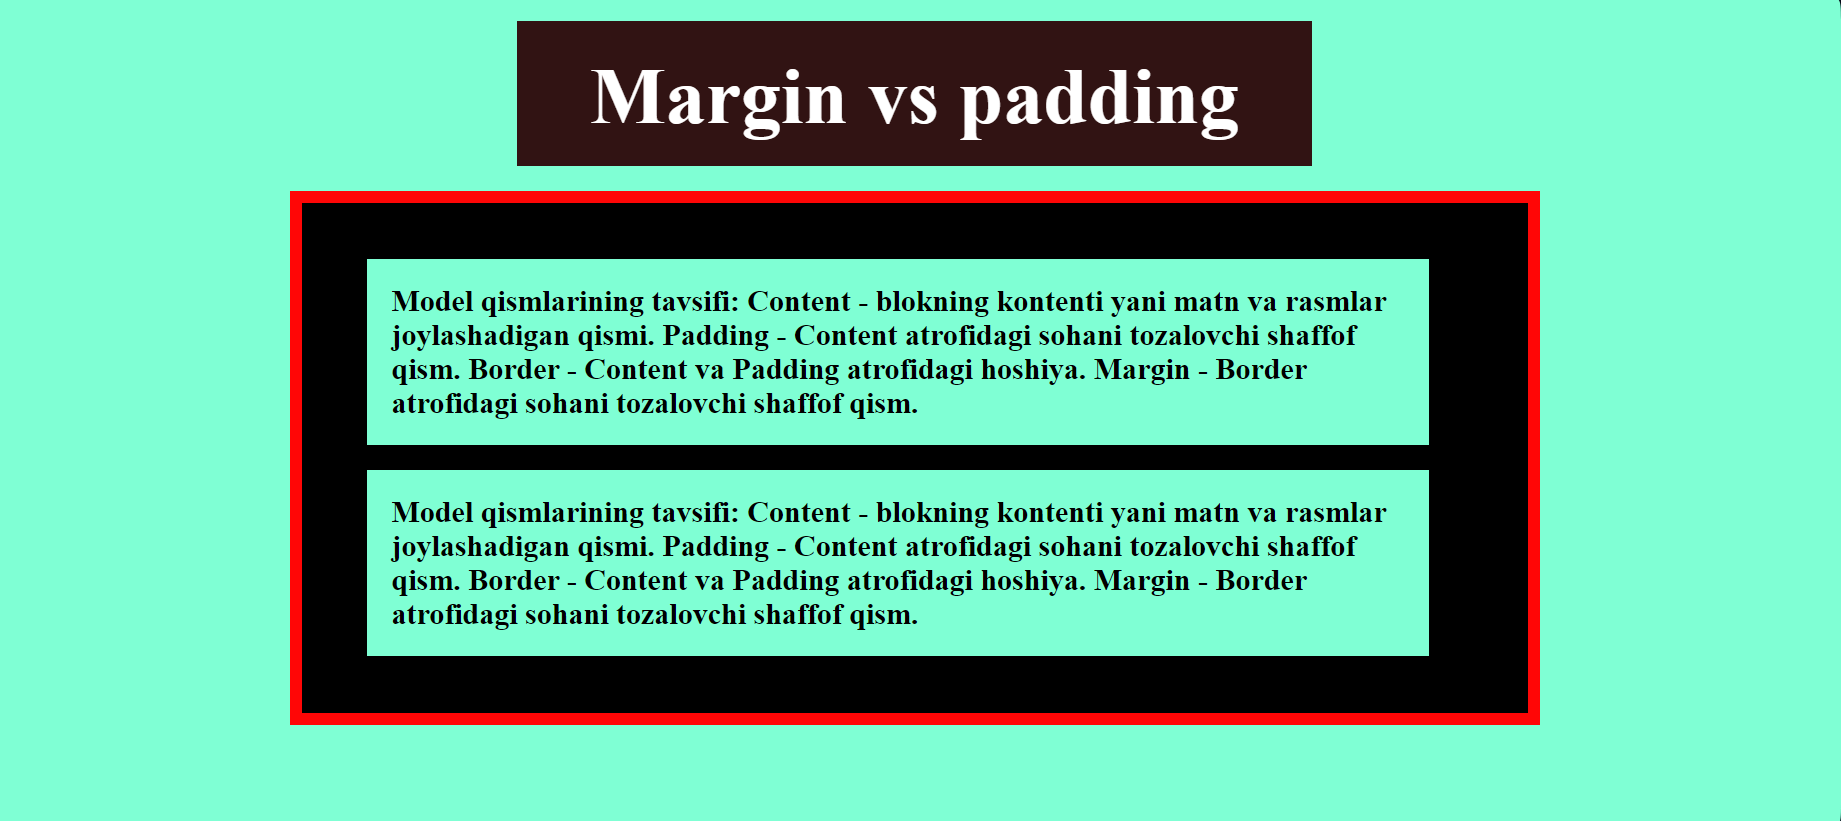 Margin vs padding
Model qismlarining tavsifi: Content - blokning kontenti yani matn va rasmlar
joylashadigan qismi. Padding - Content atrofidagi sohani tozalovchi shaffof
qism. Border - Content va Padding atrofidagi hoshiya. Margin - Border
atrofidagi sohani tozalovchi shaffof qism.
Model qismlarining tavsifi: Content - blokning kontenti yani matn va rasmlar
joylashadigan qismi. Padding - Content atrofidagi sohani tozalovchi shaffof
qism. Border - Content va Padding atrofidagi hoshiya. Margin - Border
atrofidagi sohani tozalovchi shaffof qism.